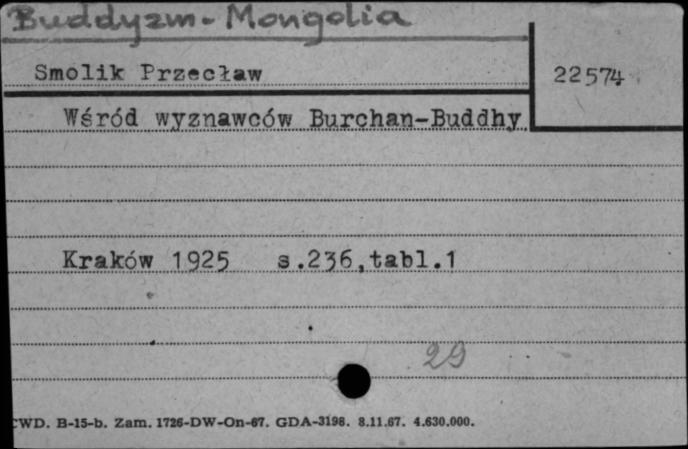 Buddyzm - Mongolia
Smolik Przecław
22574
Wśród wyznawców Burchan-Buddhy
Kraków 1925 s.236,tabl.1
29
CWD. B-15-b. Zam. 1726-DW-On-67. GDA-3198. 8.11.67. 4.630.000.